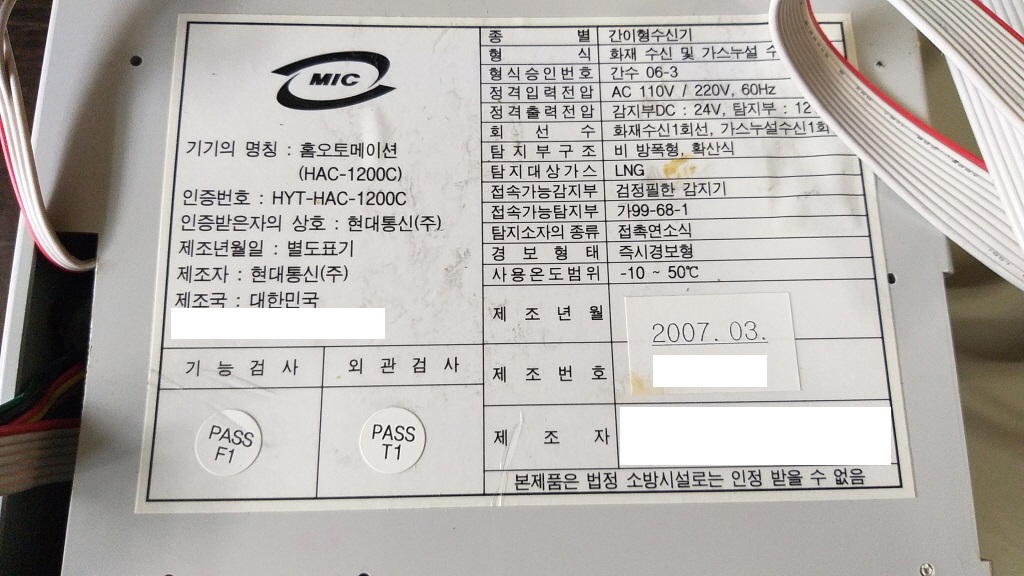 MIC
기기의 명칭 : 홈오토메이션
(HAC-1200C)
인증번호 : HYT-HAC-1200C
인증받은자의 상호 : 현대통신(주)
제조년월일 : 별도표기
제조자 : 현대통신(주)
제조국 : 대한민국
기 능 검 사
외 관 검 사
PASS
F1
PASS
T1
종 별 간이형수신기
형 식 화재 수신 및 가스누설
형식승인번호 간수 06-3
정격입력전압 AC 110V / 220V, 60Hz
정격출력전압 감지부DC : 24V, 탐지부 : 12
회 선 수 화재수신1회선, 가스누설수신1회
탐지부구조 비 방폭형, 확산식
탐지대상가스 LNG
접속가능감지부 검정필한 감지기
접속가능탐지부 가99-68-1
탐지소자의 종류 접촉연소식
경 보 형 태 즉시경보형
사용온도범위 -10 ~ 50℃
제 조 년 월 2007. 03.
제 조 번 호
제 조 자
본제품은 법정 소방시설로는 인정 받을 수 없음